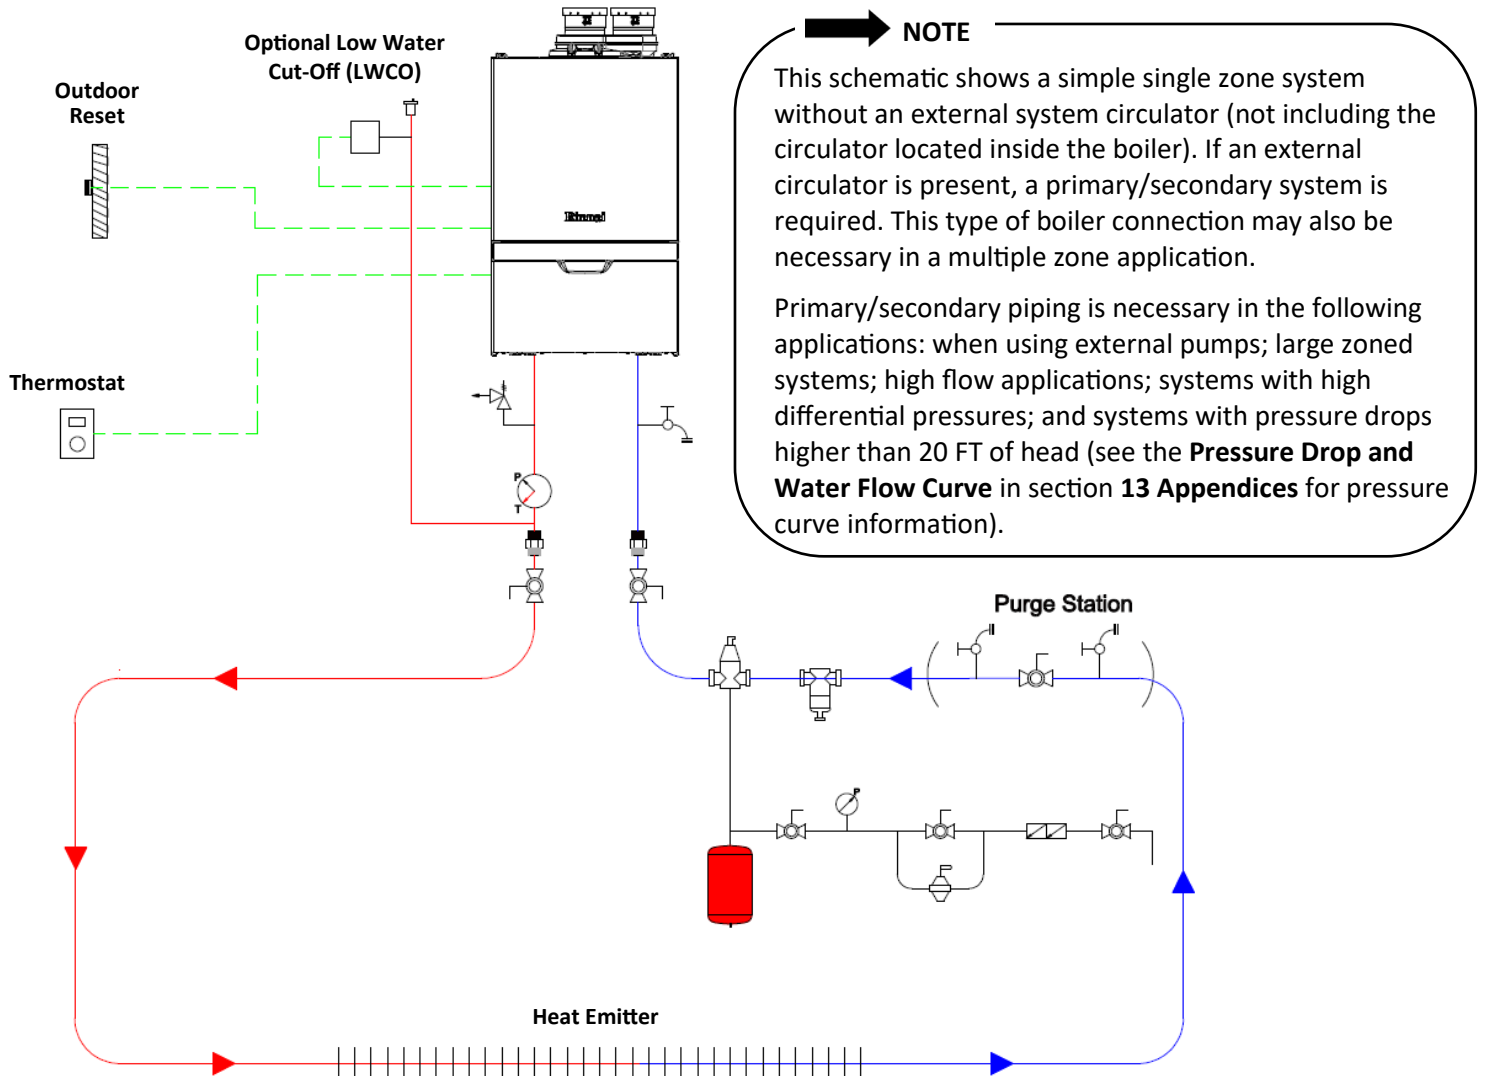 Optional Low Water
Cut-Off (LWCO)
Outdoor
Reset
Thermostat
Rinnai
P
T
NOTE
This schematic shows a simple single zone system
without an external system circulator (not including the
circulator located inside the boiler). If an external
circulator is present, a primary/secondary system is
required. This type of boiler connection may also be
necessary in a multiple zone application.
Primary/secondary piping is necessary in the following
applications: when using external pumps; large zoned
systems; high flow applications; systems with high
differential pressures; and systems with pressure drops
higher than 20 FT of head (see the Pressure Drop and
Water Flow Curve in section 13 Appendices for pressure
curve information).
Purge Station
P
Heat Emitter